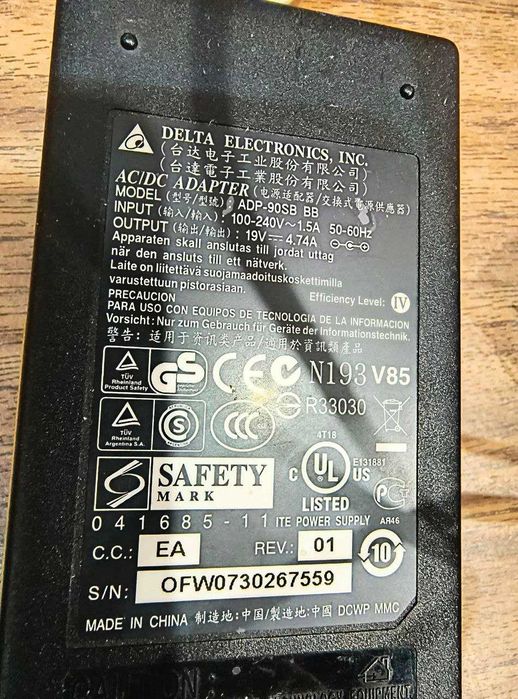 DELTA ELECTRONICS, INC.
(台达电子工业股份有限公司)
(台達電子工業股份有限公司)
AC/DC ADAPTER (电源适配器/交換式電源供應器)
MODEL (型号/型號): ADP-90SB BB
INPUT (输入/輸入): 100-240V~1.5A 50-60Hz
OUTPUT (输出/輸出): 19V⎓4.74A
Apparaten skall anslutas till jordat uttag
när den ansluts till ett nätverk.
Laite on liitettävä suojamaadoituskoskettimilla
varustettuun pistorasiaan.
Efficiency Level: IV
PRECAUCION
PARA USO CON EQUIPOS DE TECNOLOGIA DE LA INFORMACION
Vorsicht: Nur zum Gebrauch für Geräte der Informationstechnik.
警告: 适用于资讯类产品/適用於資訊類產品
TÜV
Rheinland
Product Safety
GS
CE
N193 V85
TÜV
Rheinland
Argentina S.A.
S
CCC
R33030
4T18
C UL US
E131881
LISTED
SAFETY
MARK
041685-11
ITE POWER SUPPLY
AR46
C.C.: EA
REV.: 01
10
S/N: OFW0730267559
MADE IN CHINA 制造地:中国/製造地:中國 DCWP MMC